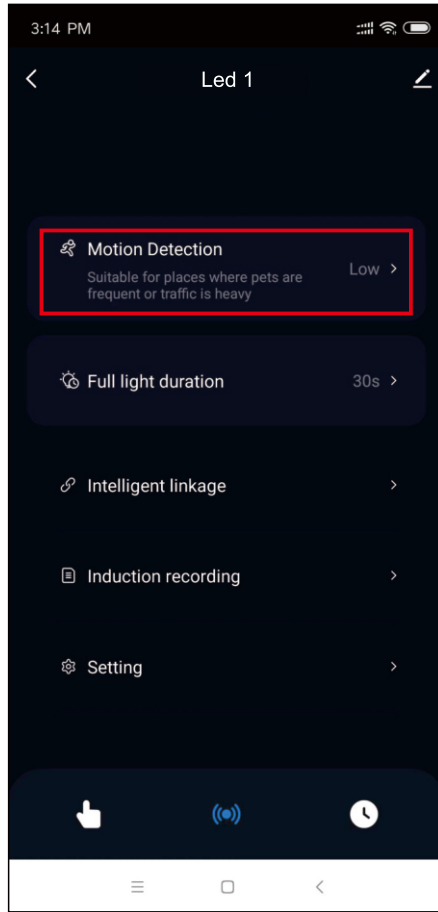 3:14 PM
Led 1
Motion Detection
Suitable for places where pets are
frequent or traffic is heavy
Low
Full light duration
30s
Intelligent linkage
Induction recording
Setting